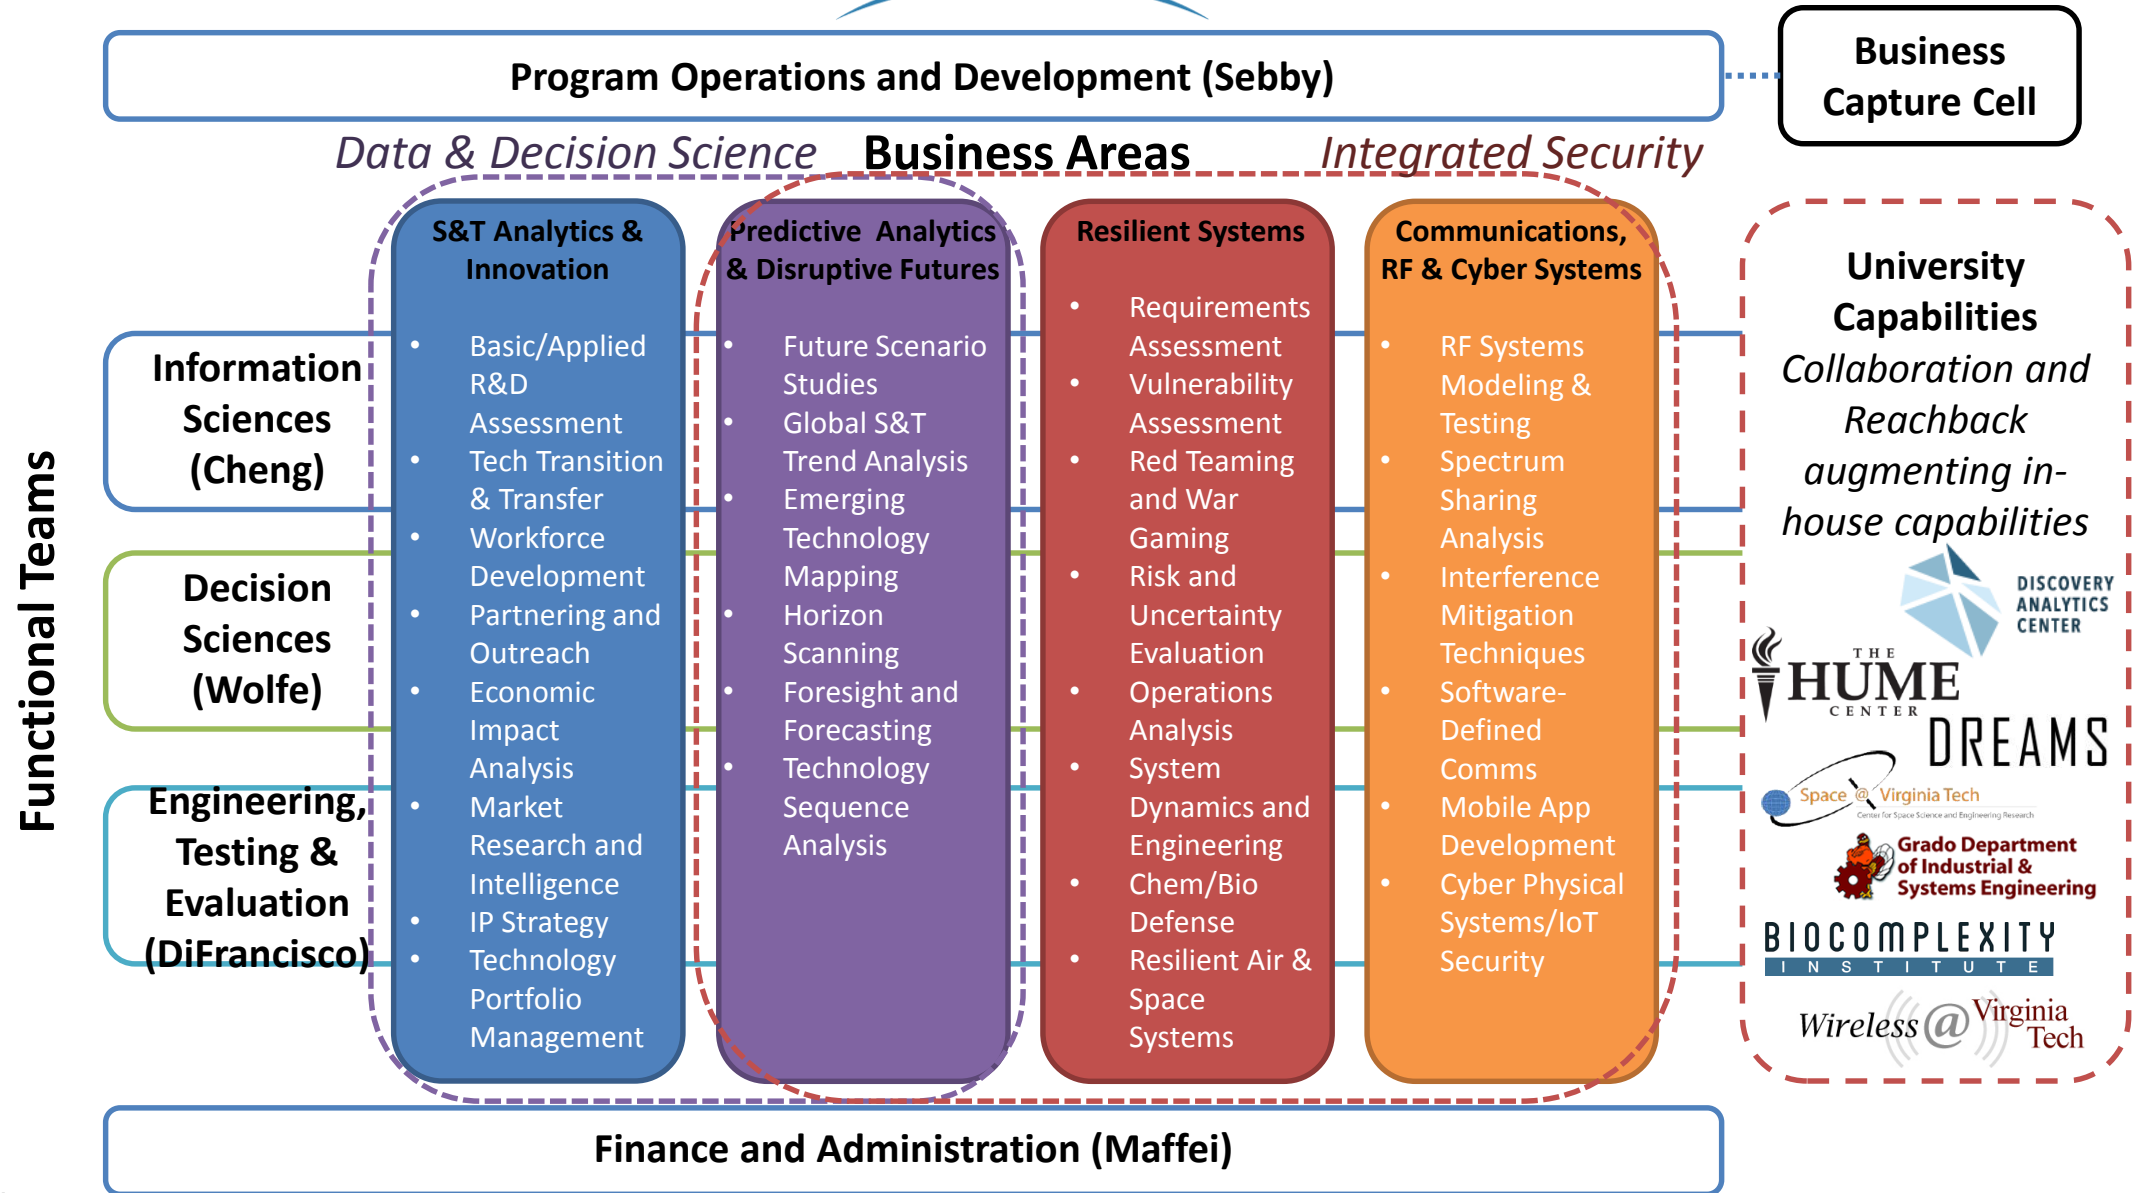 Program Operations and Development (Sebby)
Business
Capture Cell
Data & Decision Science
Business Areas
Integrated Security
Functional Teams
Information
Sciences
(Cheng)
Decision
Sciences
(Wolfe)
Engineering,
Testing &
Evaluation
(DiFrancisco)
S&T Analytics &
Innovation
• Basic/Applied
R&D
Assessment
• Tech Transition
& Transfer
• Workforce
Development
• Partnering and
Outreach
• Economic
Impact
Analysis
• Market
Research and
Intelligence
• IP Strategy
• Technology
Portfolio
Management
Predictive Analytics
& Disruptive Futures
• Future Scenario
Studies
• Global S&T
Trend Analysis
• Emerging
Technology
Mapping
• Horizon
Scanning
• Foresight and
Forecasting
• Technology
Sequence
Analysis
Resilient Systems
• Requirements
Assessment
• Vulnerability
Assessment
• Red Teaming
and War
Gaming
• Risk and
Uncertainty
Evaluation
• Operations
Analysis
• System
Dynamics and
Engineering
• Chem/Bio
Defense
• Resilient Air &
Space
Systems
Communications,
RF & Cyber Systems
• RF Systems
Modeling &
Testing
• Spectrum
Sharing
Analysis
• Interference
Mitigation
Techniques
• Software-
Defined
Comms
• Mobile App
Development
• Cyber Physical
Systems/IoT
Security
University
Capabilities
Collaboration and
Reachback
augmenting in-
house capabilities
DISCOVERY
ANALYTICS
CENTER
THE
HUME
CENTER
DREAMS
Space @ Virginia Tech
Center for Space Science and Engineering Research
Grado Department
of Industrial &
Systems Engineering
BIOCOMPLEXITY
INSTITUTE
Wireless @ Virginia
Tech
Finance and Administration (Maffei)